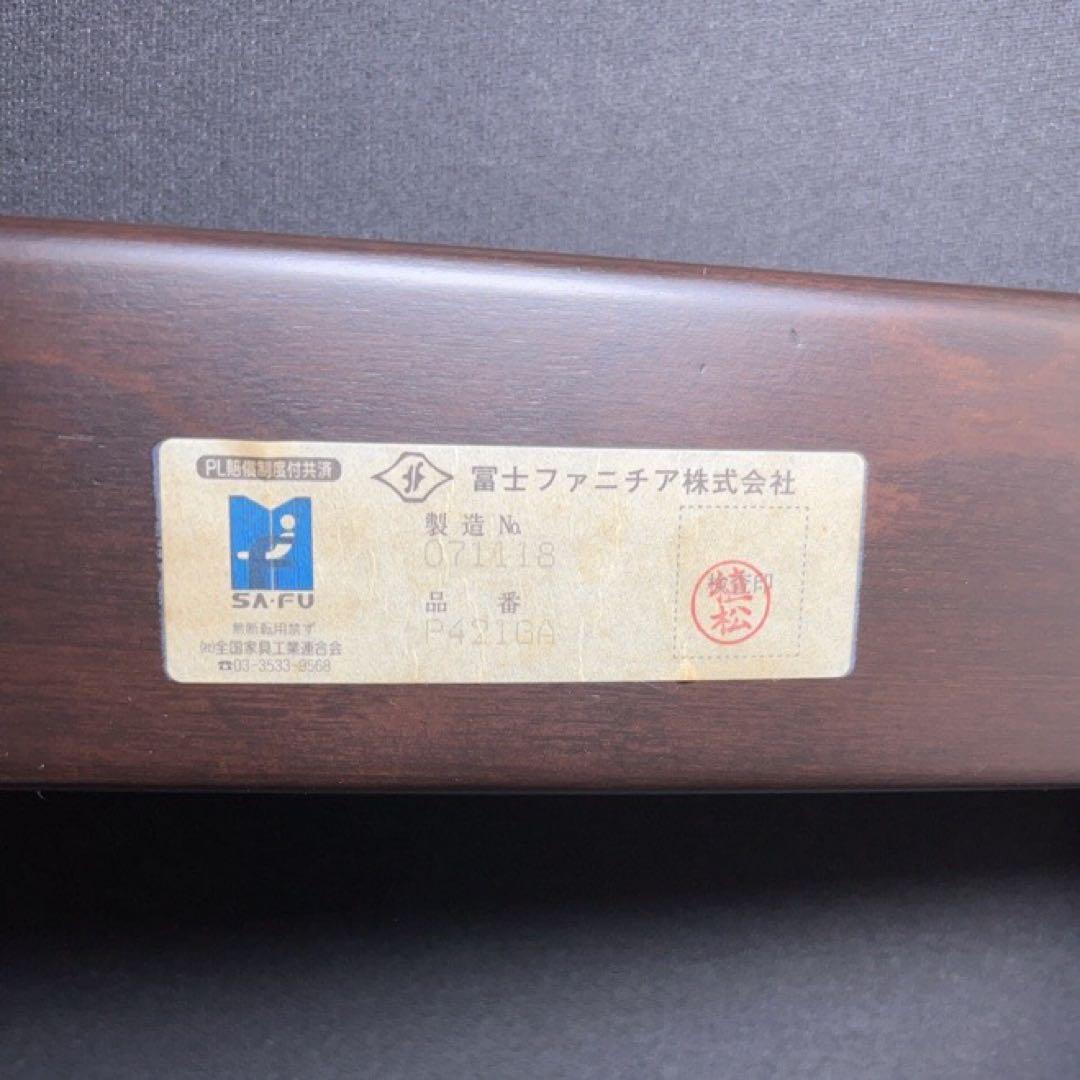 PL賠償制度付共済
SA・FU
無断転用禁ず
㈳全国家具工業連合会
☎03-3533-9568
冨士ファニチア株式会社
製造 №
071118
品番
P421GA
検査印
植松